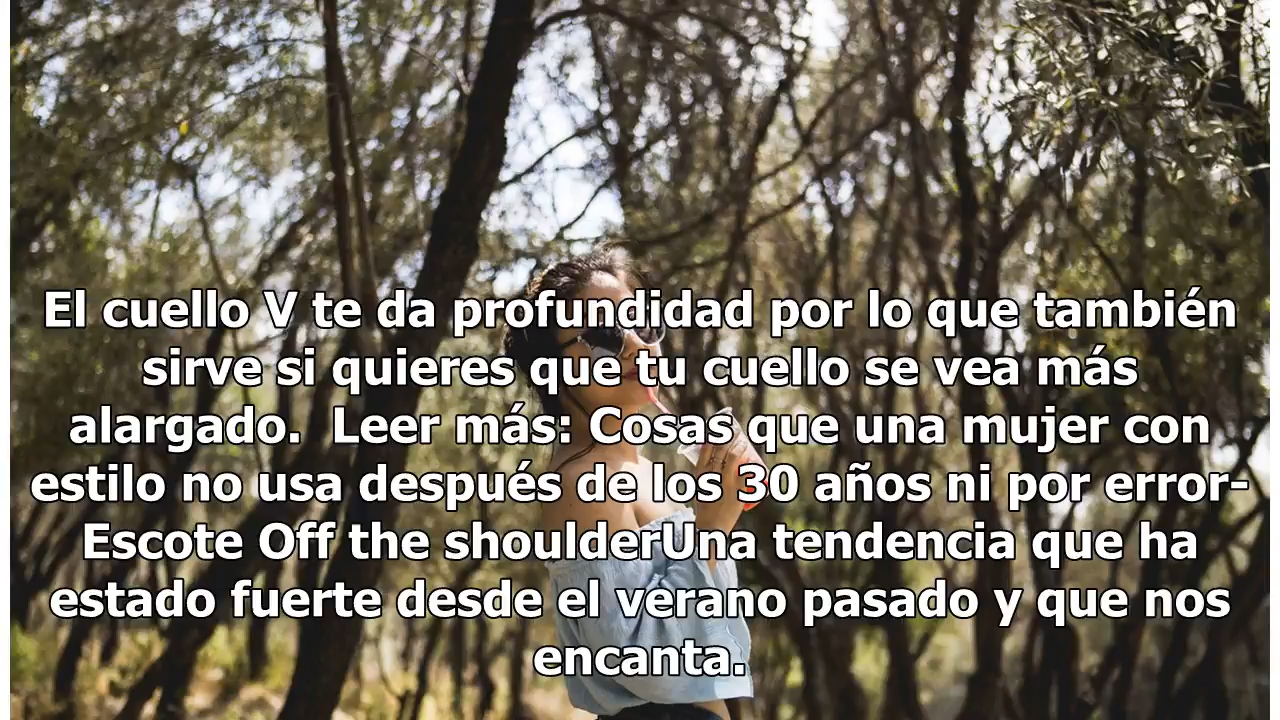 El cuello V te da profundidad por lo que también
sirve si quieres que tu cuello se vea más
alargado.  Leer más: Cosas que una mujer con
estilo no usa después de los 30 años ni por error-
Escote Off the shoulderUna tendencia que ha
estado fuerte desde el verano pasado y que nos
encanta.